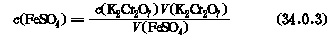 c(FeSO₄) = c(K₂Cr₂O₇) V(K₂Cr₂O₇) / V(FeSO₄) (34.0.3)